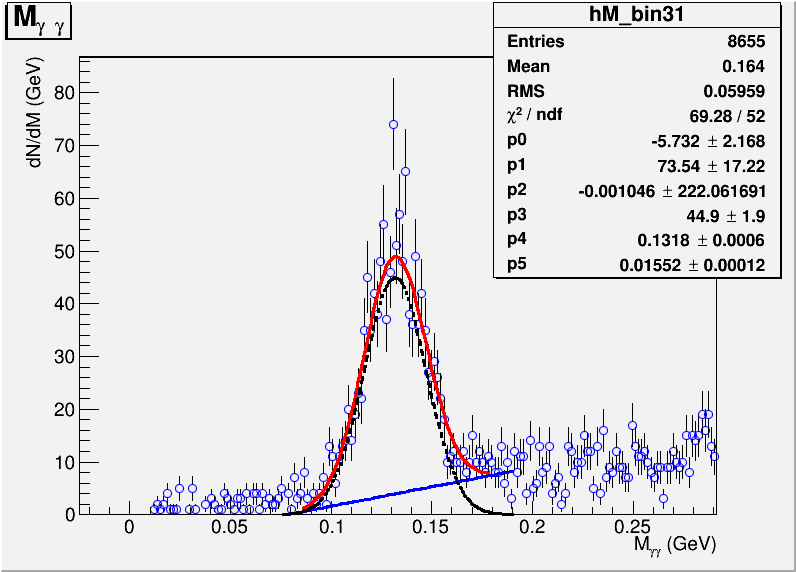 Mγ γ
hM_bin31
Entries 8655
Mean 0.164
RMS 0.05959
χ² / ndf 69.28 / 52
p0 -5.732 ± 2.168
p1 73.54 ± 17.22
p2 -0.001046 ± 222.061691
p3 44.9 ± 1.9
p4 0.1318 ± 0.0006
p5 0.01552 ± 0.00012
dN/dM (GeV)
80
70
60
50
40
30
20
10
0
0 0.05 0.1 0.15 0.2 0.25
Mγγ (GeV)